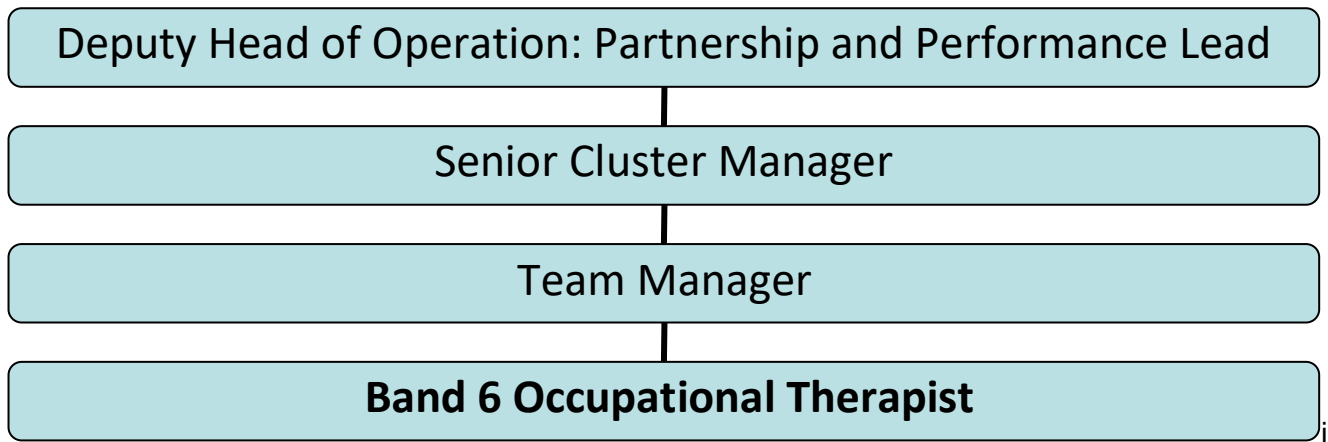 Deputy Head of Operation: Partnership and Performance Lead
Senior Cluster Manager
Team Manager
Band 6 Occupational Therapist
i